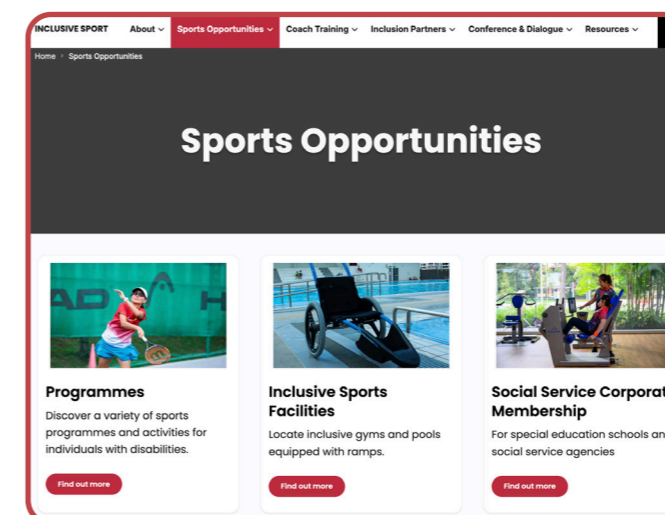 INCLUSIVE SPORT About Sports Opportunities Coach Training Inclusion Partners Conference & Dialogue Resources
Home Sports Opportunities
Sports Opportunities
AD H
Programmes
Discover a variety of sports
programmes and activities for
individuals with disabilities.
Find out more
Inclusive Sports
Facilities
Locate inclusive gyms and pools
equipped with ramps.
Find out more
Social Service Corporat
Membership
For special education schools an
social service agencies
Find out more